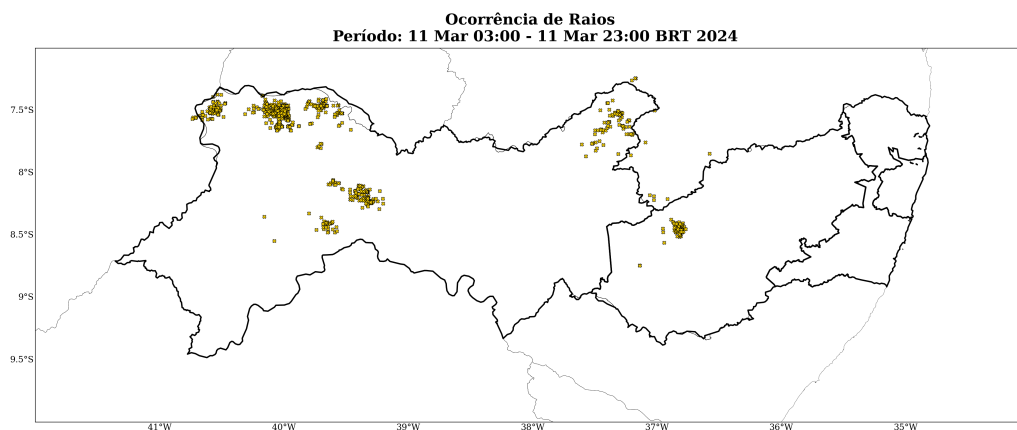 Ocorrência de Raios
Período: 11 Mar 03:00 - 11 Mar 23:00 BRT 2024
7.5°S
8°S
8.5°S
9°S
9.5°S
41°W 40°W 39°W 38°W 37°W 36°W 35°W